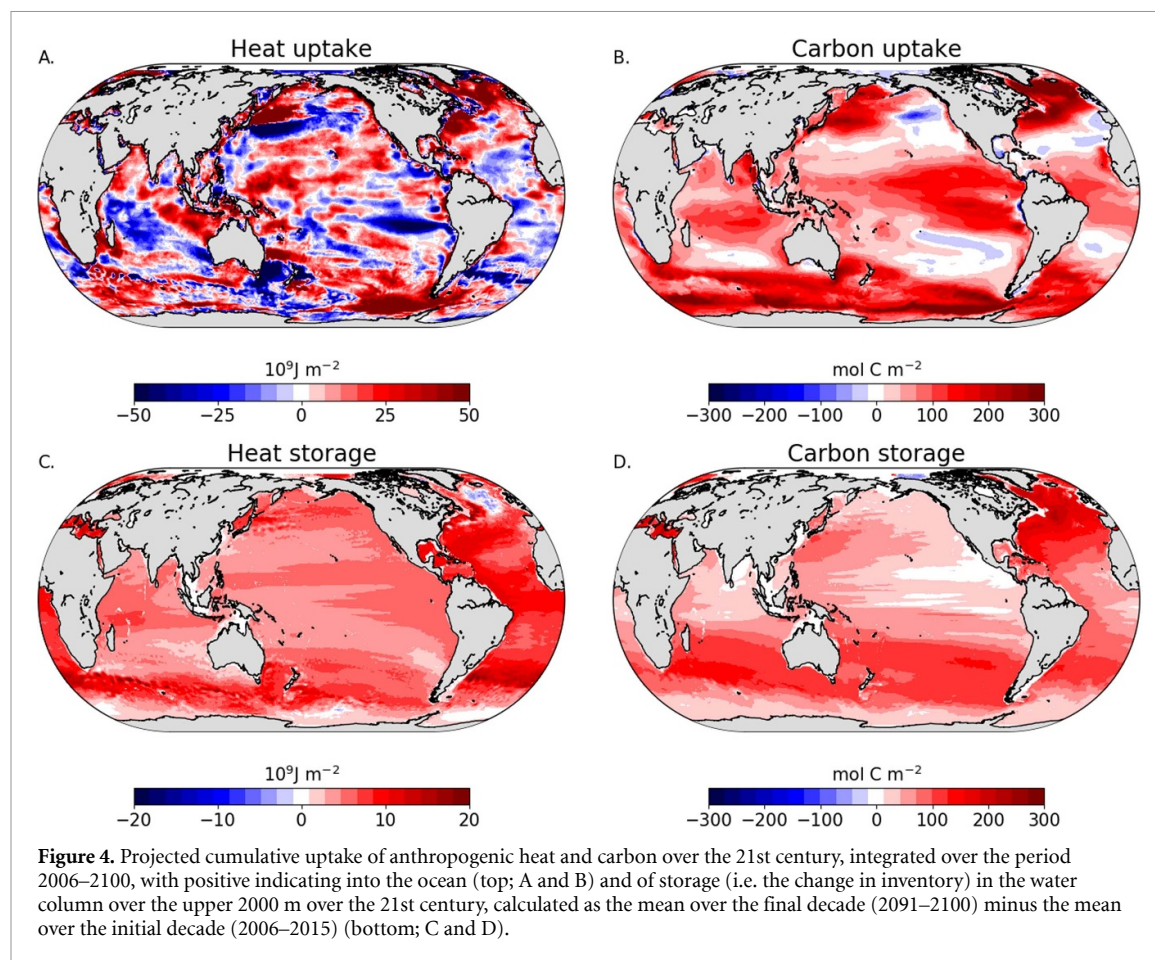 A.
Heat uptake
B.
Carbon uptake
10⁹J m⁻²
−50 −25 0 25 50
mol C m⁻²
−300 −200 −100 0 100 200 300
C.
Heat storage
D.
Carbon storage
10⁹J m⁻²
−20 −10 0 10 20
mol C m⁻²
−300 −200 −100 0 100 200 300
Figure 4. Projected cumulative uptake of anthropogenic heat and carbon over the 21st century, integrated over the period
2006–2100, with positive indicating into the ocean (top; A and B) and of storage (i.e. the change in inventory) in the water
column over the upper 2000 m over the 21st century, calculated as the mean over the final decade (2091–2100) minus the mean
over the initial decade (2006–2015) (bottom; C and D).